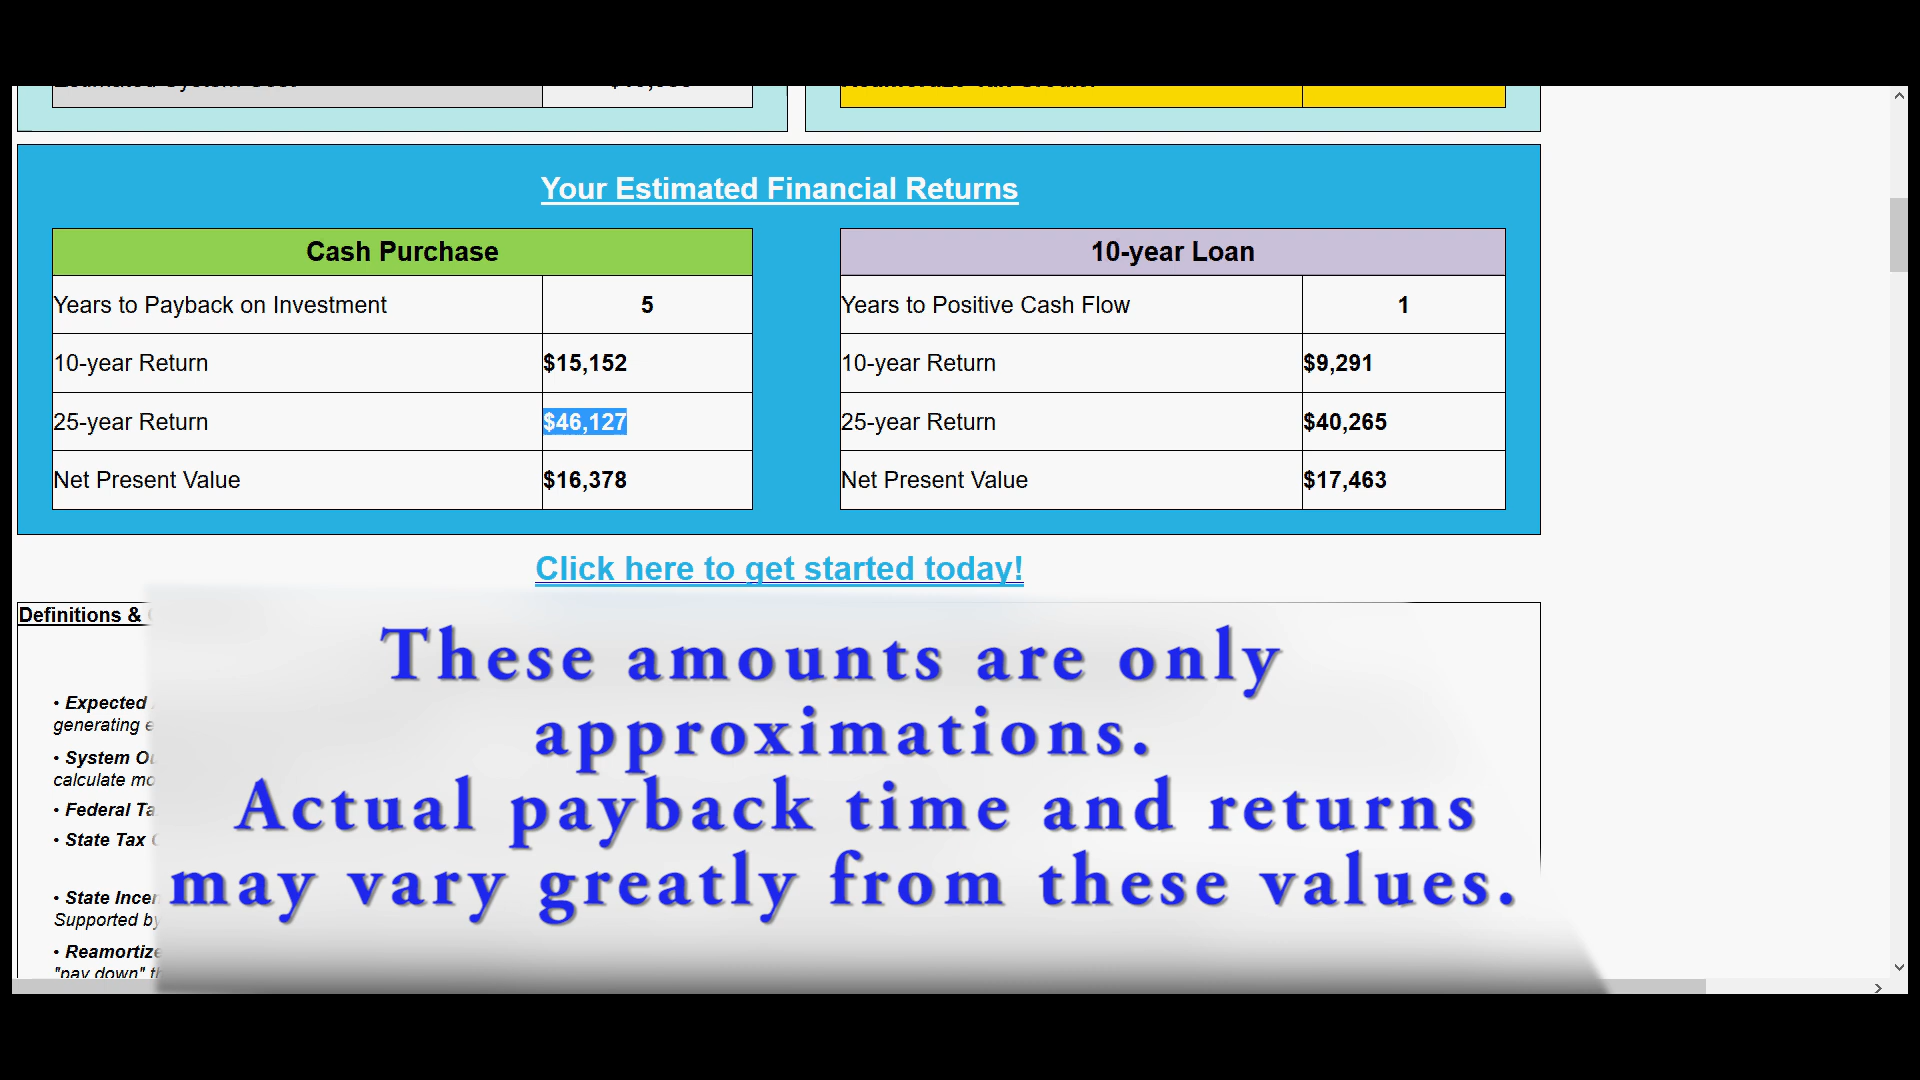 Your Estimated Financial Returns
Cash Purchase
Years to Payback on Investment 5
10-year Return $15,152
25-year Return $46,127
Net Present Value $16,378
10-year Loan
Years to Positive Cash Flow 1
10-year Return $9,291
25-year Return $40,265
Net Present Value $17,463
Click here to get started today!
Definitions &
• Expected
generating
• System
calculate
• Federal
• State Tax
• State
Supported by
• Reamortize
"pay down"
These amounts are only
approximations.
Actual payback time and returns
may vary greatly from these values.